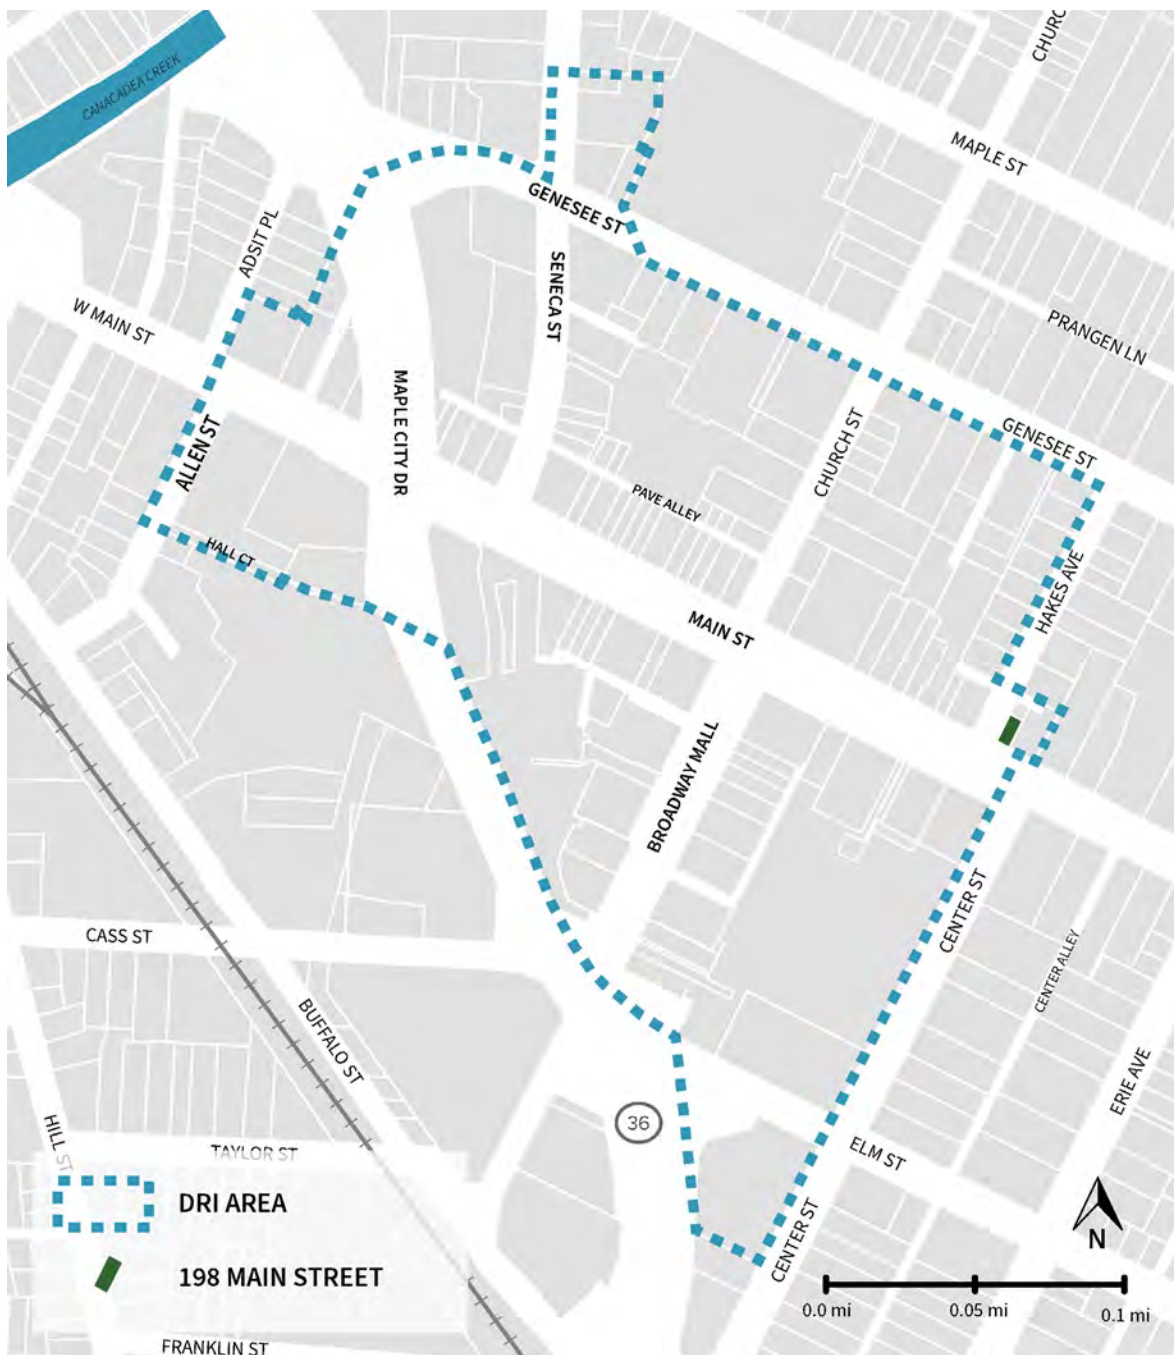 CHURC
CANACADEA CREEK
MAPLE ST
GENESEE ST
ADSIT PL
SENECA ST
W MAIN ST
PRANGEN LN
MAPLE CITY DR
GENESEE ST
CHURCH ST
ALLEN ST
PAVE ALLEY
HALL CT
HAKES AVE
MAIN ST
BROADWAY MALL
CENTER ST
CASS ST
CENTER ALLEY
BUFFALO ST
ERIE AVE
36
HILL ST
TAYLOR ST
ELM ST
DRI AREA
CENTER ST
N
198 MAIN STREET
0.0 mi
0.05 mi
0.1 mi
FRANKLIN ST